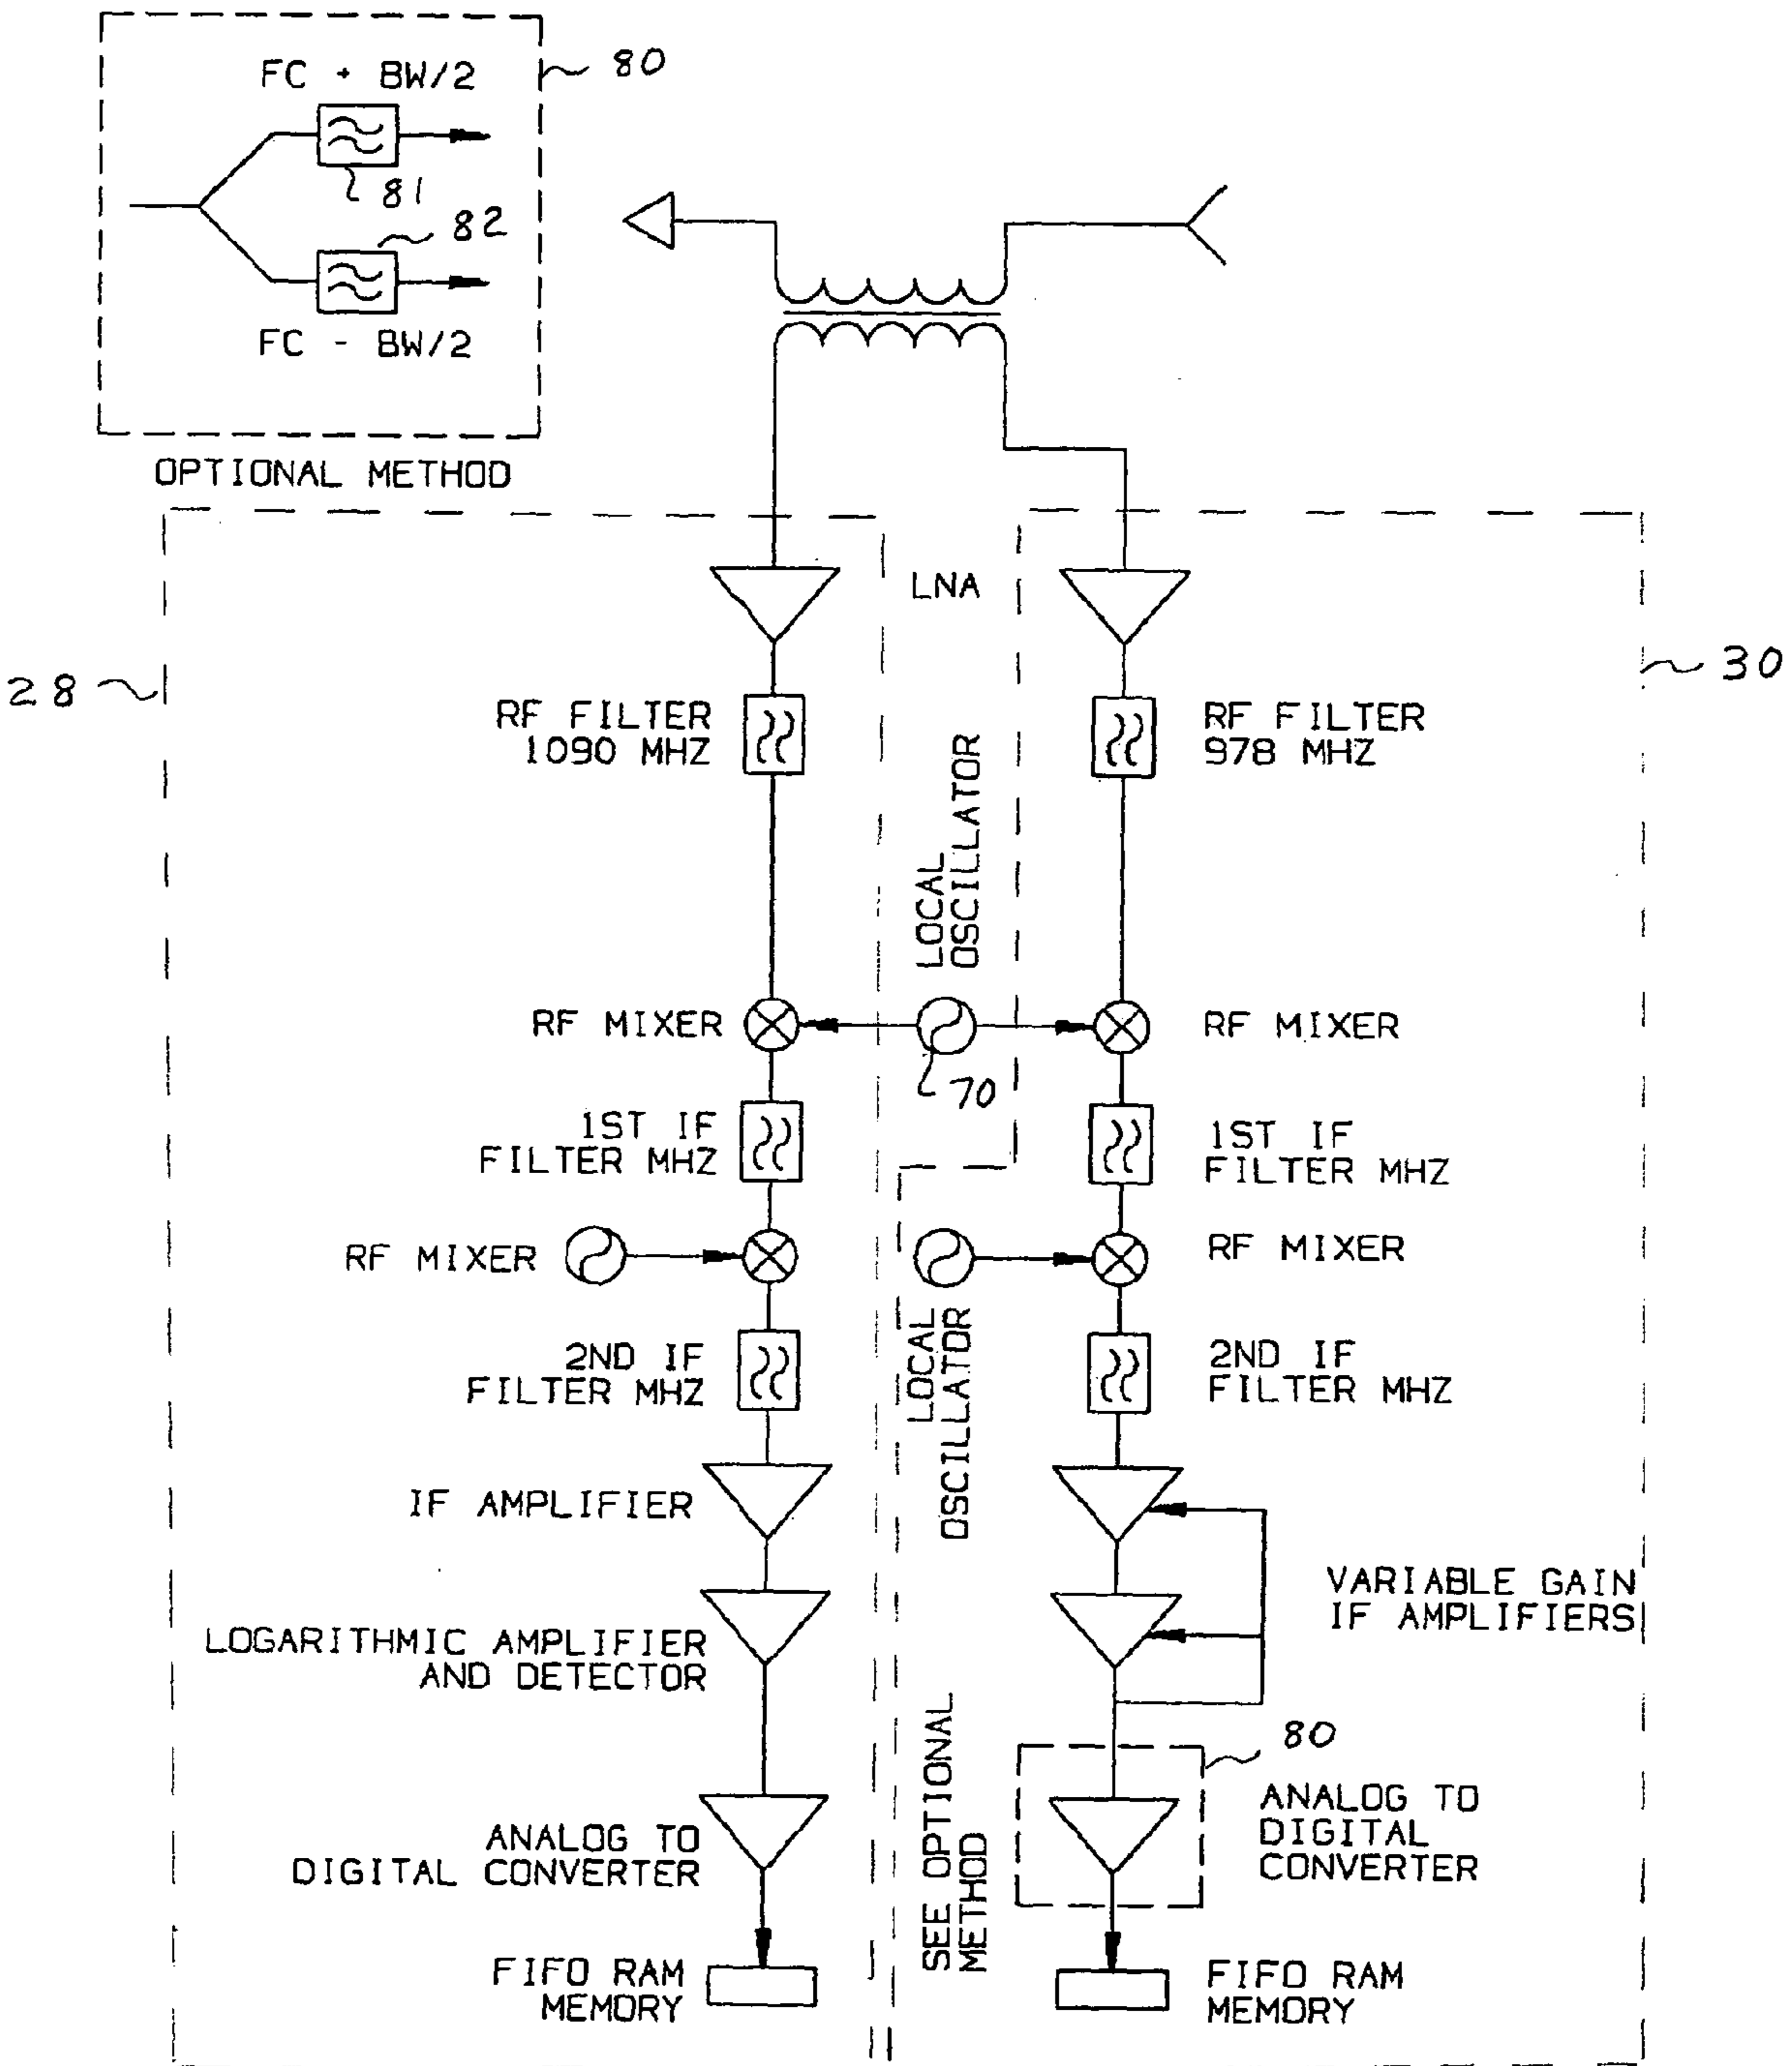 FC + BW/2
80
81
82
FC - BW/2
OPTIONAL METHOD
LNA
28
30
RF FILTER
1090 MHZ
RF FILTER
978 MHZ
LOCAL
OSCILLATOR
RF MIXER
RF MIXER
70
1ST IF
FILTER MHZ
1ST IF
FILTER MHZ
RF MIXER
RF MIXER
LOCAL
OSCILLATOR
2ND IF
FILTER MHZ
2ND IF
FILTER MHZ
IF AMPLIFIER
VARIABLE GAIN
IF AMPLIFIERS
LOGARITHMIC AMPLIFIER
AND DETECTOR
SEE OPTIONAL
METHOD
80
ANALOG TO
DIGITAL CONVERTER
ANALOG TO
DIGITAL
CONVERTER
FIFO RAM
MEMORY
FIFO RAM
MEMORY